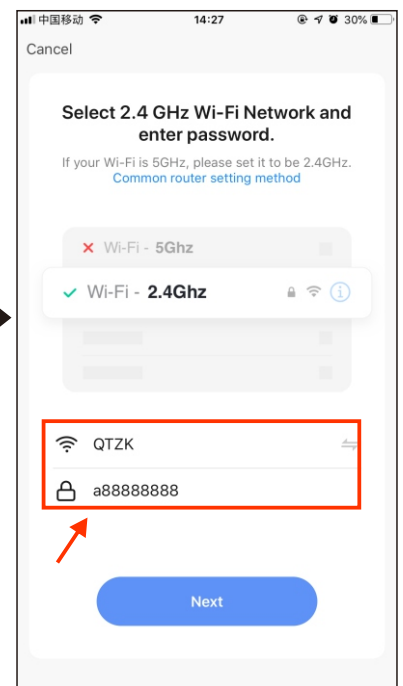 中国移动 14:27 30%
Cancel
Select 2.4 GHz Wi-Fi Network and
enter password.
If your Wi-Fi is 5GHz, please set it to be 2.4GHz.
Common router setting method
Wi-Fi - 5Ghz
Wi-Fi - 2.4Ghz
QTZK
a88888888
Next